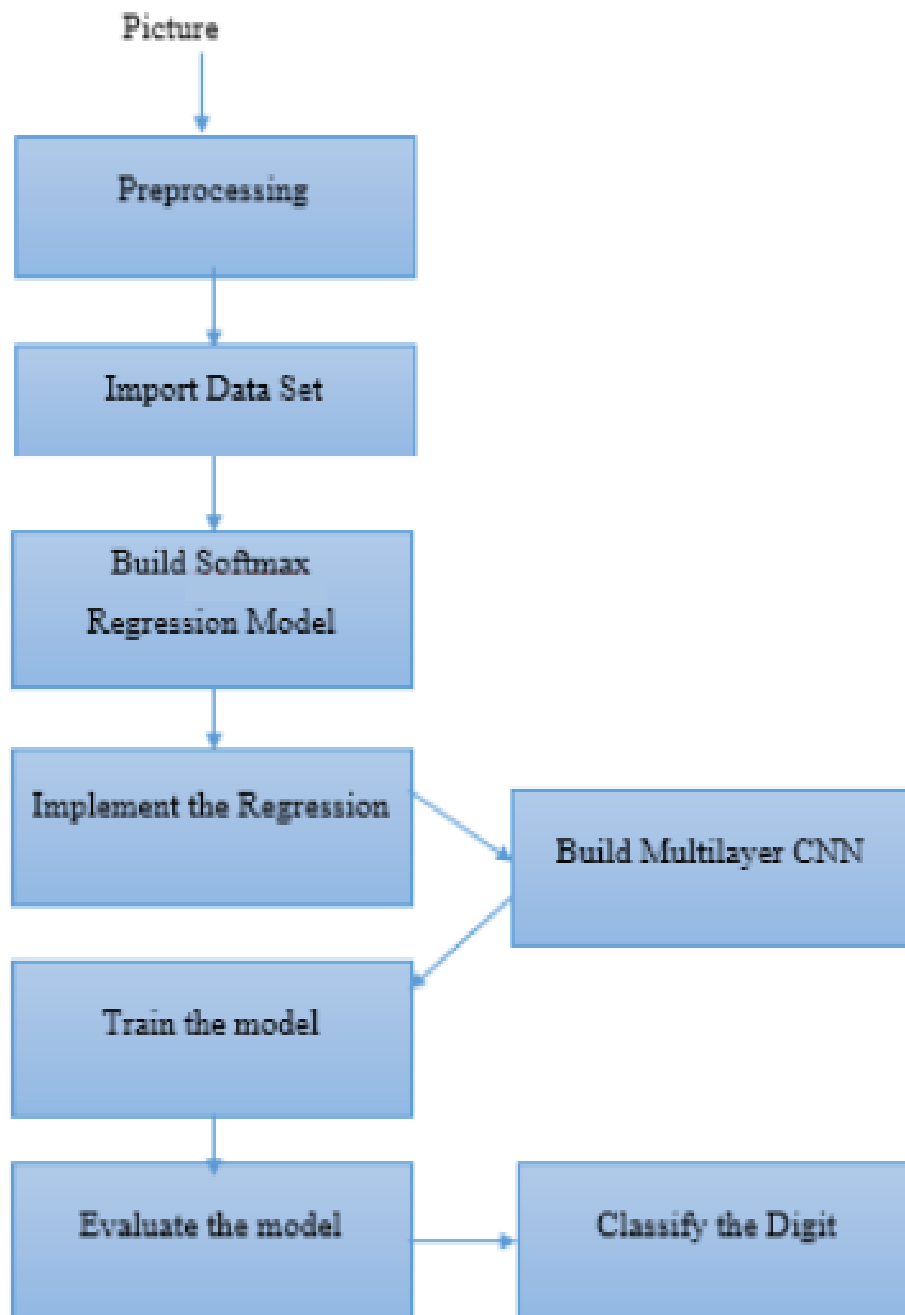 Picture
Preprocessing
Import Data Set
Build Softmax
Regression Model
Implement the Regression
Build Multilayer CNN
Train the model
Evaluate the model
Classify the Digit